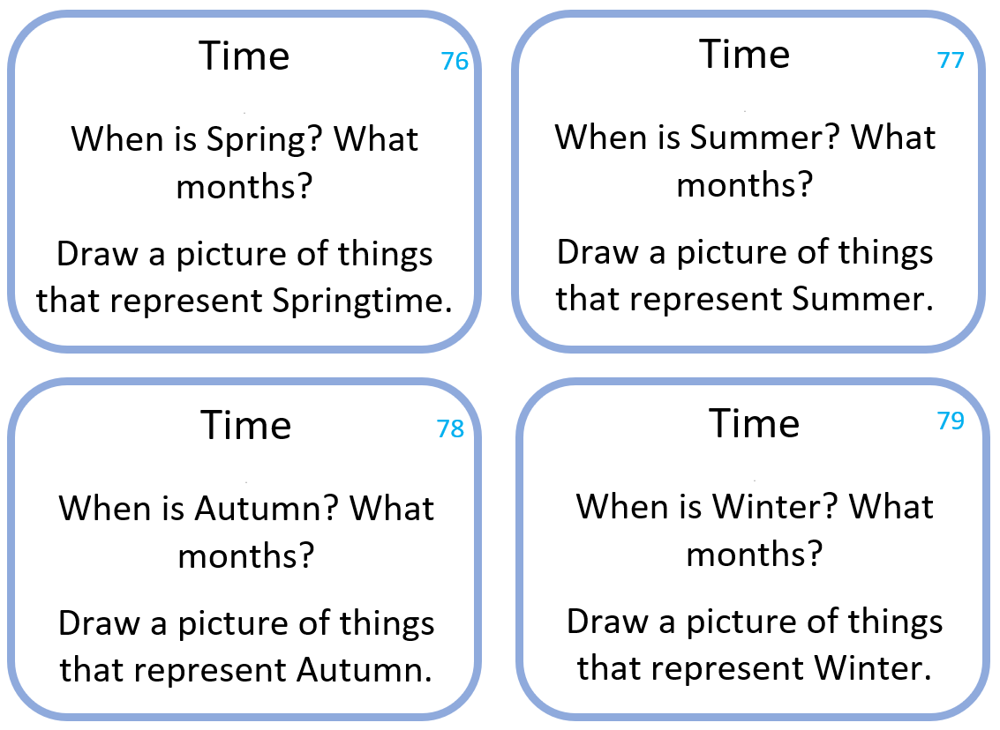 Time
76
When is Spring? What
months?
Draw a picture of things
that represent Springtime.
Time
77
When is Summer? What
months?
Draw a picture of things
that represent Summer.
Time
78
When is Autumn? What
months?
Draw a picture of things
that represent Autumn.
Time
79
When is Winter? What
months?
Draw a picture of things
that represent Winter.